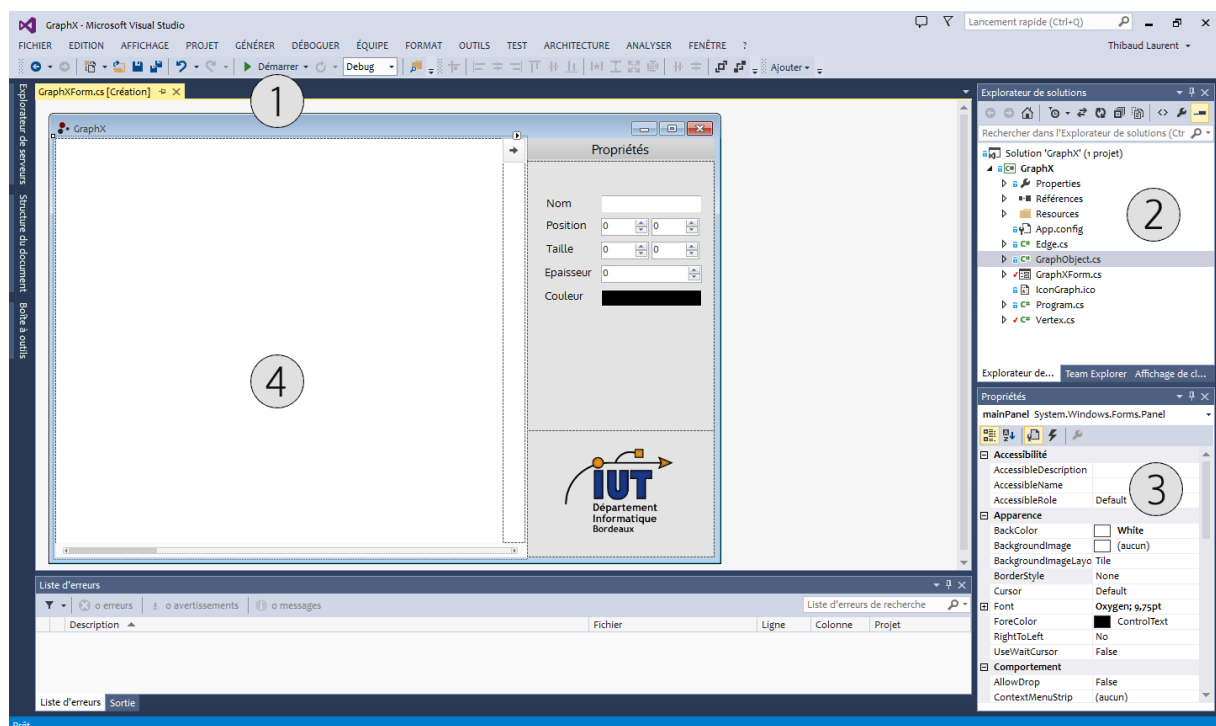 GraphX - Microsoft Visual Studio
Lancement rapide (Ctrl+Q)
FICHIER EDITION AFFICHAGE PROJET GÉNÉRER DÉBOGUER ÉQUIPE FORMAT OUTILS TEST ARCHITECTURE ANALYSER FENÊTRE ?
Thibaud Laurent
Démarrer Debug Ajouter
Explorateur de serveurs
Structure du document
Boîte à outils
GraphXForm.cs [Création]
1
GraphX
Propriétés
Nom
Position 0 0
Taille 0 0
Epaisseur 0
Couleur
4
IUT
Département
Informatique
Bordeaux
Explorateur de solutions
Rechercher dans l'Explorateur de solutions (Ctr
Solution 'GraphX' (1 projet)
C# GraphX
Properties
Références
Resources
App.config
C# Edge.cs
C# GraphObject.cs
GraphXForm.cs
IconGraph.ico
C# Program.cs
C# Vertex.cs
2
Explorateur de... Team Explorer Affichage de cl...
Propriétés
mainPanel System.Windows.Forms.Panel
Accessibilité
AccessibleDescription
AccessibleName
AccessibleRole Default
3
Apparence
BackColor White
BackgroundImage (aucun)
BackgroundImageLayo Tile
BorderStyle None
Cursor Default
Font Oxygen; 9,75pt
ForeColor ControlText
RightToLeft No
UseWaitCursor False
Comportement
AllowDrop False
ContextMenuStrip (aucun)
Liste d'erreurs
0 erreurs 0 avertissements 0 messages
Liste d'erreurs de recherche
Description Fichier Ligne Colonne Projet
Liste d'erreurs Sortie
Prêt